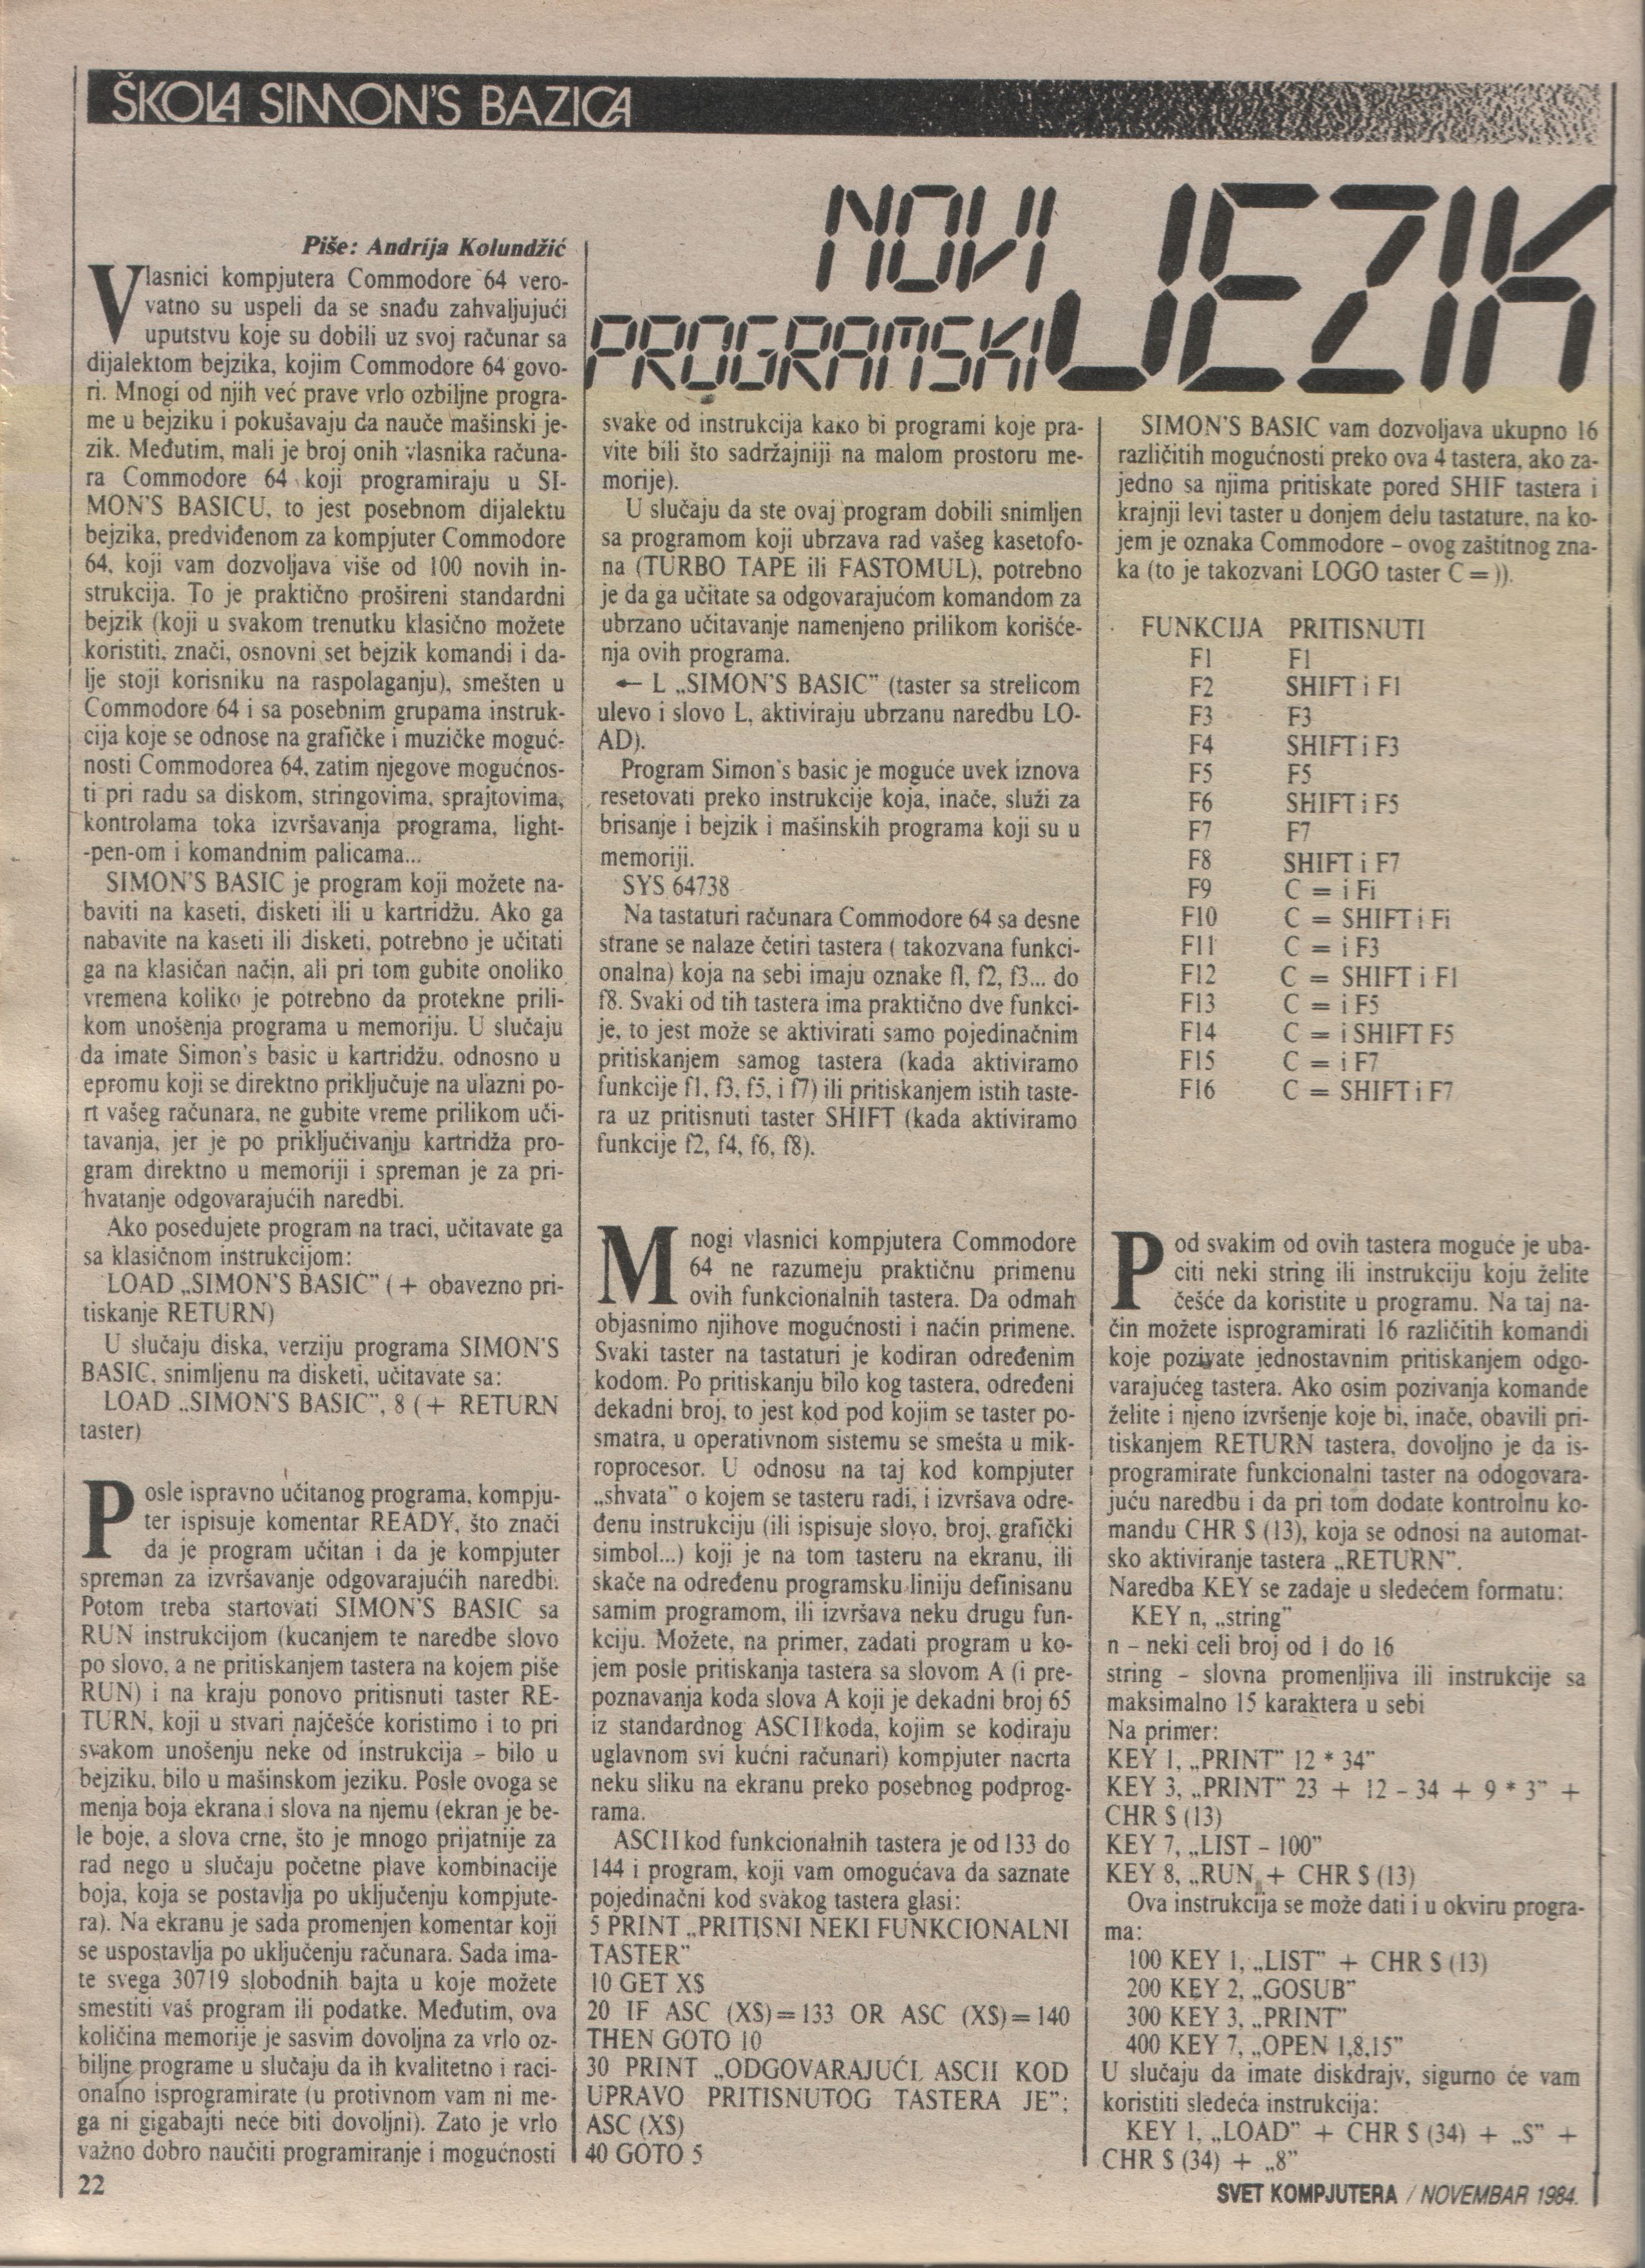 ŠKOLA SIMON'S BAZICA
NOVI
PROGRAMSKI JEZIK
Piše: Andrija Kolundžić
Vlasnici kompjutera Commodore 64 vero-
vatno su uspeli da se snađu zahvaljujući
uputstvu koje su dobili uz svoj računar sa
dijalektom bejzika, kojim Commodore 64 govo-
ri. Mnogi od njih već prave vrlo ozbiljne progra-
me u bejziku i pokušavaju da nauče mašinski je-
zik. Međutim, mali je broj onih vlasnika računa-
ra Commodore 64 koji programiraju u SI-
MON'S BASICU, to jest posebnom dijalektu
bejzika, predviđenom za kompjuter Commodore
64, koji vam dozvoljava više od 100 novih in-
strukcija. To je praktično prošireni standardni
bejzik (koji u svakom trenutku klasično možete
koristiti, znači, osnovni set bejzik komandi i da-
lje stoji korisniku na raspolaganju), smešten u
Commodore 64 i sa posebnim grupama instruk-
cija koje se odnose na grafičke i muzičke moguć-
nosti Commodorea 64, zatim njegove mogućnos-
ti pri radu sa diskom, stringovima, sprajtovima,
kontrolama toka izvršavanja programa, light-
-pen-om i komandnim palicama...
SIMON'S BASIC je program koji možete na-
baviti na kaseti, disketi ili u kartridžu. Ako ga
nabavite na kaseti ili disketi, potrebno je učitati
ga na klasičan način, ali pri tom gubite onoliko
vremena koliko je potrebno da protekne prili-
kom unošenja programa u memoriju. U slučaju
da imate Simon's basic u kartridžu, odnosno u
epromu koji se direktno priključuje na ulazni po-
rt vašeg računara, ne gubite vreme prilikom uči-
tavanja, jer je po priključivanju kartridža pro-
gram direktno u memoriji i spreman je za pri-
hvatanje odgovarajućih naredbi.
Ako posedujete program na traci, učitavate ga
sa klasičnom instrukcijom:
LOAD „SIMON'S BASIC” (+ obavezno pri-
tiskanje RETURN)
U slučaju diska, verziju programa SIMON'S
BASIC, snimljenu na disketi, učitavate sa:
LOAD „SIMON'S BASIC”, 8 (+ RETURN
taster)
Posle ispravno učitanog programa, kompju-
ter ispisuje komentar READY, što znači
da je program učitan i da je kompjuter
spreman za izvršavanje odgovarajućih naredbi.
Potom treba startovati SIMON'S BASIC sa
RUN instrukcijom (kucanjem te naredbe slovo
po slovo, a ne pritiskanjem tastera na kojem piše
RUN) i na kraju ponovo pritisnuti taster RE-
TURN, koji u stvari najčešće koristimo i to pri
svakom unošenju neke od instrukcija – bilo u
bejziku, bilo u mašinskom jeziku. Posle ovoga se
menja boja ekrana i slova na njemu (ekran je be-
le boje, a slova crne, što je mnogo prijatnije za
rad nego u slučaju početne plave kombinacije
boja, koja se postavlja po uključenju kompjute-
ra). Na ekranu je sada promenjen komentar koji
se uspostavlja po uključenju računara. Sada ima-
te svega 30719 slobodnih bajta u koje možete
smestiti vaš program ili podatke. Međutim, ova
količina memorije je sasvim dovoljna za vrlo oz-
biljne programe u slučaju da ih kvalitetno i raci-
onalno isprogramirate (u protivnom vam ni me-
ga ni gigabajti neće biti dovoljni). Zato je vrlo
važno dobro naučiti programiranje i mogućnosti
svake od instrukcija kako bi programi koje pra-
vite bili što sadržajniji na malom prostoru me-
morije).
U slučaju da ste ovaj program dobili snimljen
sa programom koji ubrzava rad vašeg kasetofo-
na (TURBO TAPE ili FASTOMUL), potrebno
je da ga učitate sa odgovarajućom komandom za
ubrzano učitavanje namenjeno prilikom korišće-
nja ovih programa.
← L „SIMON'S BASIC” (taster sa strelicom
ulevo i slovo L, aktiviraju ubrzanu naredbu LO-
AD).
Program Simon's basic je moguće uvek iznova
resetovati preko instrukcije koja, inače, služi za
brisanje i bejzik i mašinskih programa koji su u
memoriji.
SYS 64738
Na tastaturi računara Commodore 64 sa desne
strane se nalaze četiri tastera ( takozvana funkci-
onalna) koja na sebi imaju oznake f1, f2, f3... do
f8. Svaki od tih tastera ima praktično dve funkci-
je, to jest može se aktivirati samo pojedinačnim
pritiskanjem samog tastera (kada aktiviramo
funkcije f1, f3, f5, i f7) ili pritiskanjem istih taste-
ra uz pritisnuti taster SHIFT (kada aktiviramo
funkcije f2, f4, f6, f8).
Mnogi vlasnici kompjutera Commodore
64 ne razumeju praktičnu primenu
ovih funkcionalnih tastera. Da odmah
objasnimo njihove mogućnosti i način primene.
Svaki taster na tastaturi je kodiran određenim
kodom. Po pritiskanju bilo kog tastera, određeni
dekadni broj, to jest kod pod kojim se taster po-
smatra, u operativnom sistemu se smešta u mik-
roprocesor. U odnosu na taj kod kompjuter
„shvata” o kojem se tasteru radi, i izvršava odre-
đenu instrukciju (ili ispisuje slovo, broj, grafički
simbol...) koji je na tom tasteru na ekranu, ili
skače na određenu programsku liniju definisanu
samim programom, ili izvršava neku drugu fun-
kciju. Možete, na primer, zadati program u ko-
jem posle pritiskanja tastera sa slovom A (i pre-
poznavanja koda slova A koji je dekadni broj 65
iz standardnog ASCII koda, kojim se kodiraju
uglavnom svi kućni računari) kompjuter nacrta
neku sliku na ekranu preko posebnog podprog-
rama.
ASCII kod funkcionalnih tastera je od 133 do
144 i program, koji vam omogućava da saznate
pojedinačni kod svakog tastera glasi:
5 PRINT „PRITISNI NEKI FUNKCIONALNI
TASTER”
10 GET X$
20 IF ASC (X$)=133 OR ASC (X$)=140
THEN GOTO 10
30 PRINT „ODGOVARAJUĆI, ASCII KOD
UPRAVO PRITISNUTOG TASTERA JE”;
ASC (X$)
40 GOTO 5
SIMON'S BASIC vam dozvoljava ukupno 16
različitih mogućnosti preko ova 4 tastera, ako za-
jedno sa njima pritiskate pored SHIF tastera i
krajnji levi taster u donjem delu tastature, na ko-
jem je oznaka Commodore – ovog zaštitnog zna-
ka (to je takozvani LOGO taster C=)).
FUNKCIJA PRITISNUTI
F1 F1
F2 SHIFT i F1
F3 F3
F4 SHIFT i F3
F5 F5
F6 SHIFT i F5
F7 F7
F8 SHIFT i F7
F9 C = i Fi
F10 C = SHIFT i Fi
F11 C = i F3
F12 C = SHIFT i F1
F13 C = i F5
F14 C = i SHIFT F5
F15 C = i F7
F16 C = SHIFT i F7
Pod svakim od ovih tastera moguće je uba-
citi neki string ili instrukciju koju želite
češće da koristite u programu. Na taj na-
čin možete isprogramirati 16 različitih komandi
koje pozivate jednostavnim pritiskanjem odgo-
varajućeg tastera. Ako osim pozivanja komande
želite i njeno izvršenje koje bi, inače, obavili pri-
tiskanjem RETURN tastera, dovoljno je da is-
programirate funkcionalni taster na odogovara-
juću naredbu i da pri tom dodate kontrolnu ko-
mandu CHR $ (13), koja se odnosi na automat-
sko aktiviranje tastera „RETURN”.
Naredba KEY se zadaje u sledećem formatu:
KEY n, „string”
n – neki celi broj od 1 do 16
string – slovna promenljiva ili instrukcije sa
maksimalno 15 karaktera u sebi
Na primer:
KEY 1, „PRINT” 12 * 34”
KEY 3, „PRINT” 23 + 12 – 34 + 9 * 3” +
CHR $ (13)
KEY 7, „LIST – 100”
KEY 8, „RUN„ + CHR $ (13)
Ova instrukcija se može dati i u okviru progra-
ma:
100 KEY 1, „LIST” + CHR $ (13)
200 KEY 2, „GOSUB”
300 KEY 3, „PRINT”
400 KEY 7, „OPEN 1,8,15”
U slučaju da imate diskdrajv, sigurno će vam
koristiti sledeća instrukcija:
KEY 1, „LOAD” + CHR $ (34) + „$” +
CHR $ (34) + „8”
22
SVET KOMPJUTERA / NOVEMBAR 1984.